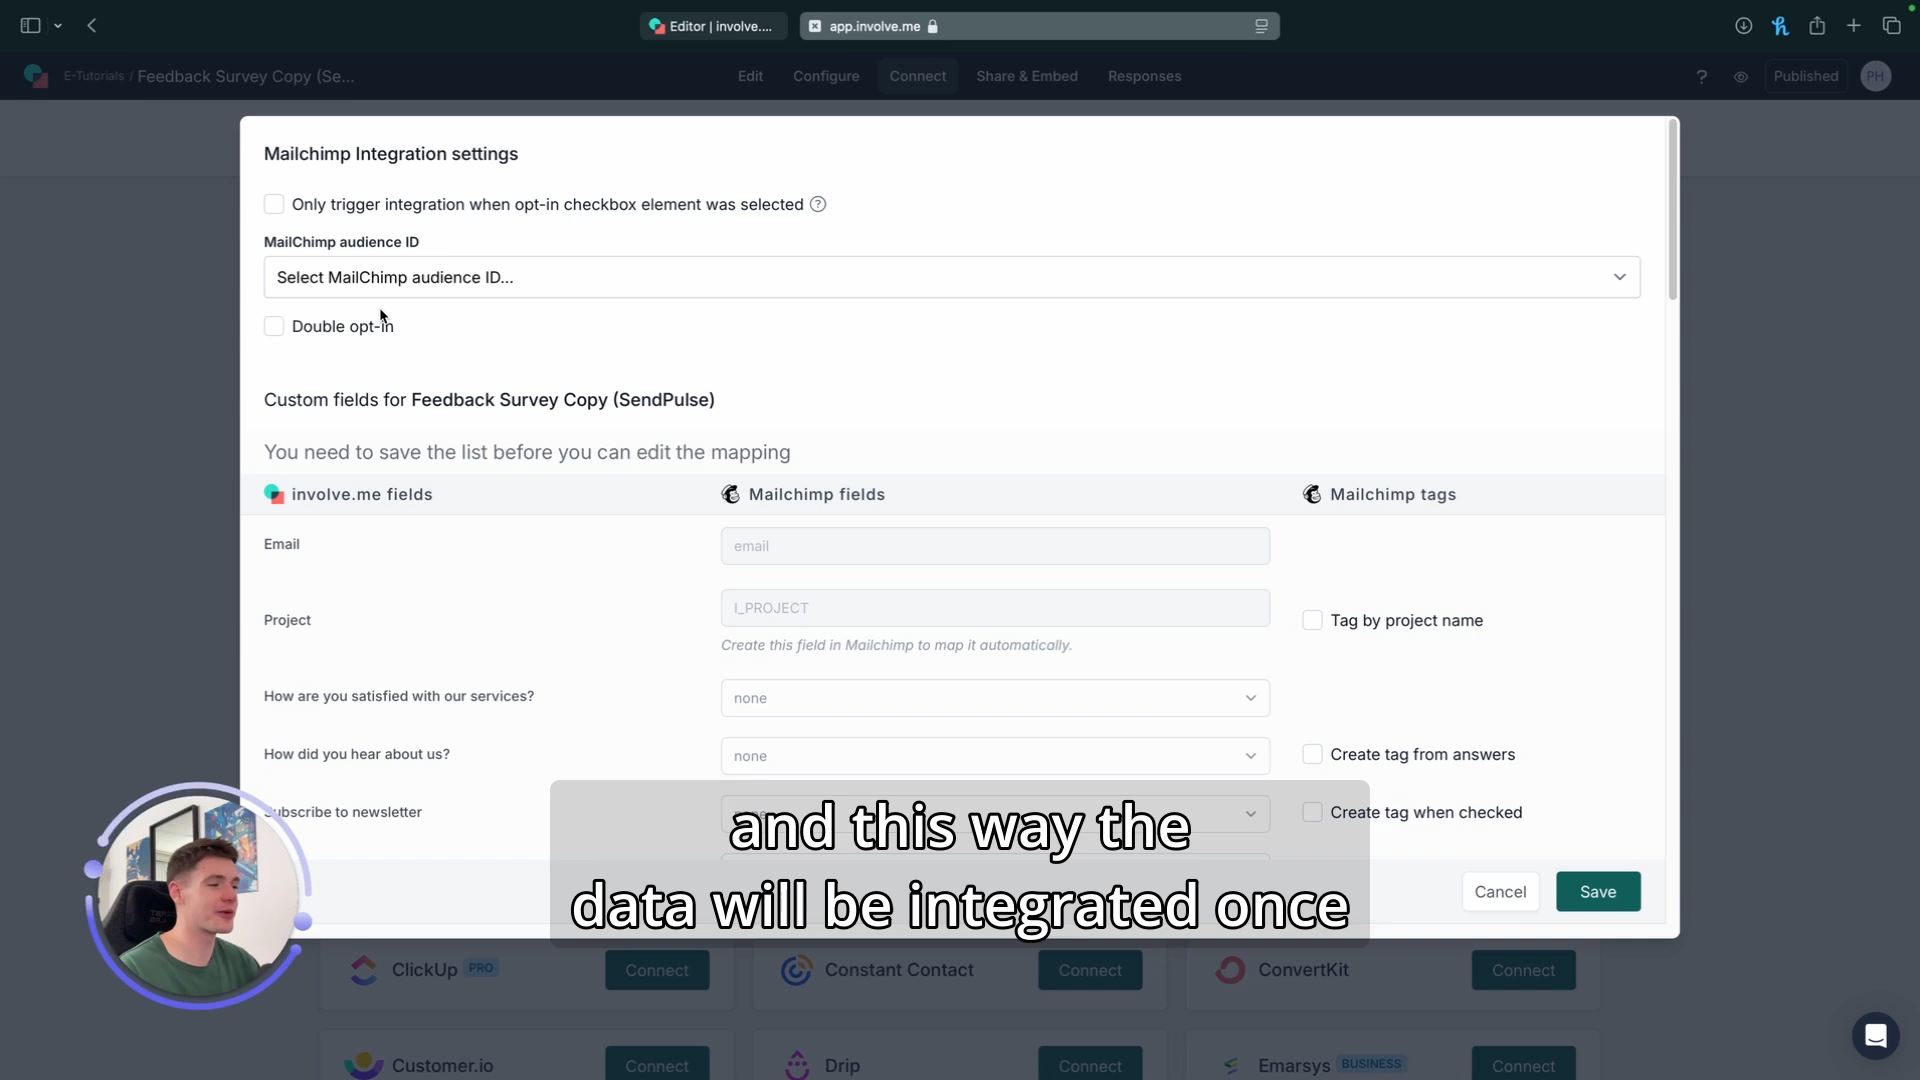 Editor | involve....
app.involve.me
E-Tutorials / Feedback Survey Copy (Se...
Edit
Configure
Connect
Share & Embed
Responses
?
Published
PH
Mailchimp Integration settings
Only trigger integration when opt-in checkbox element was selected ?
MailChimp audience ID
Select MailChimp audience ID...
Double opt-in
Custom fields for Feedback Survey Copy (SendPulse)
You need to save the list before you can edit the mapping
involve.me fields
Mailchimp fields
Mailchimp tags
Email
email
Project
I_PROJECT
Create this field in Mailchimp to map it automatically.
Tag by project name
How are you satisfied with our services?
none
How did you hear about us?
none
Create tag from answers
Subscribe to newsletter
none
Create tag when checked
and this way the
data will be integrated once
Cancel
Save
ClickUp PRO
Connect
Constant Contact
Connect
ConvertKit
Connect
Customer.io
Connect
Drip
Connect
Emarsys BUSINESS
Connect